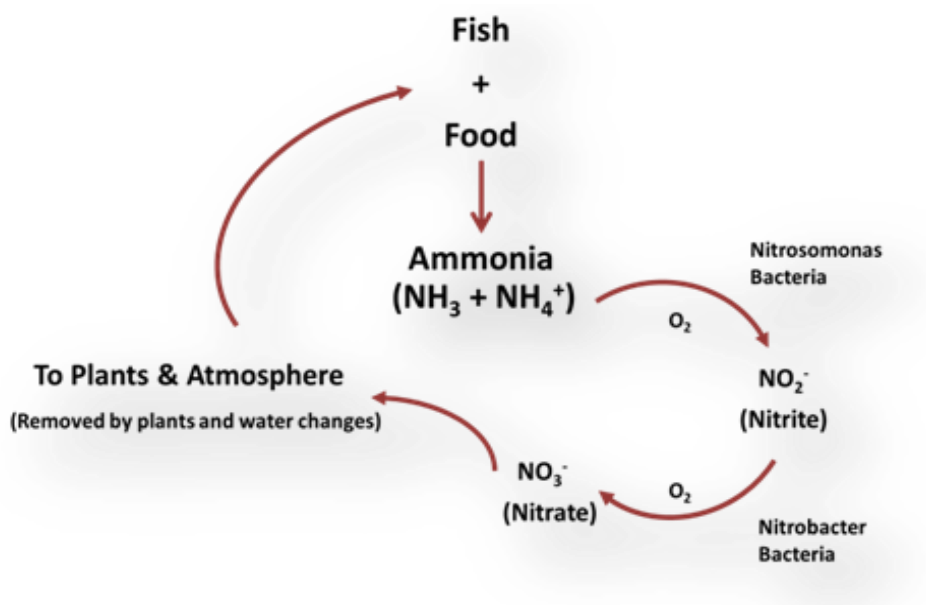 Fish
+
Food
Ammonia
(NH₃ + NH₄⁺)
Nitrosomonas
Bacteria
O₂
NO₂⁻
(Nitrite)
To Plants & Atmosphere
(Removed by plants and water changes)
NO₃⁻
(Nitrate)
O₂
Nitrobacter
Bacteria